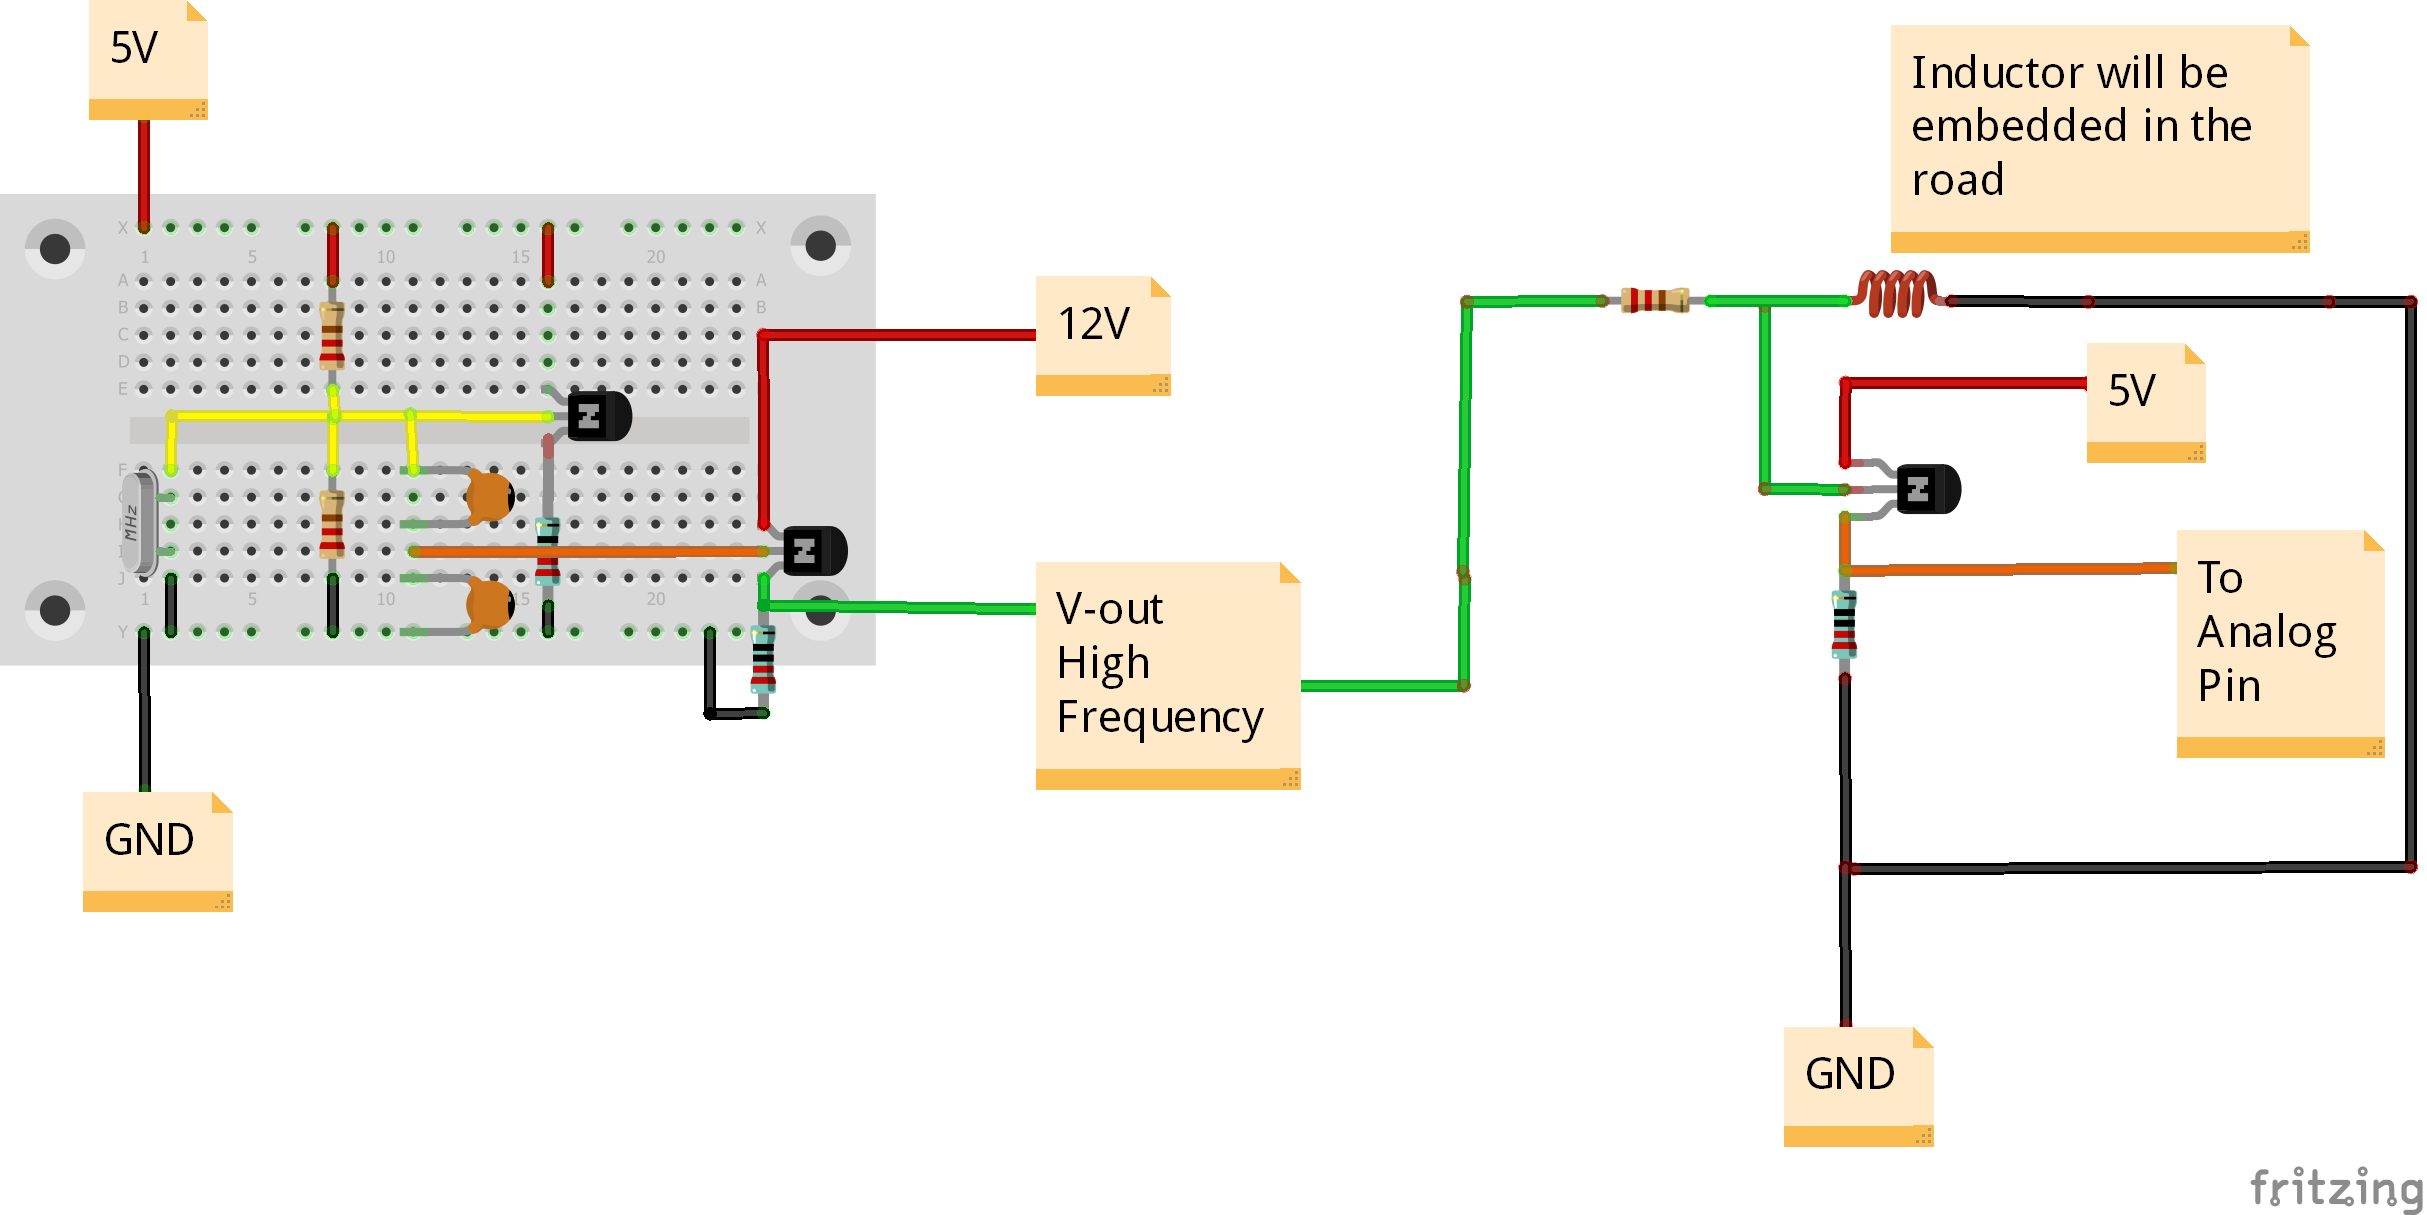 5V
Inductor will be
embedded in the
road
X
X
1
5
10
15
20
A
A
B
B
C
D
E
12V
5V
N
N
N
F
MHz
J
1
5
10
15
20
Y
V-out
High
Frequency
To
Analog
Pin
GND
GND
fritzing